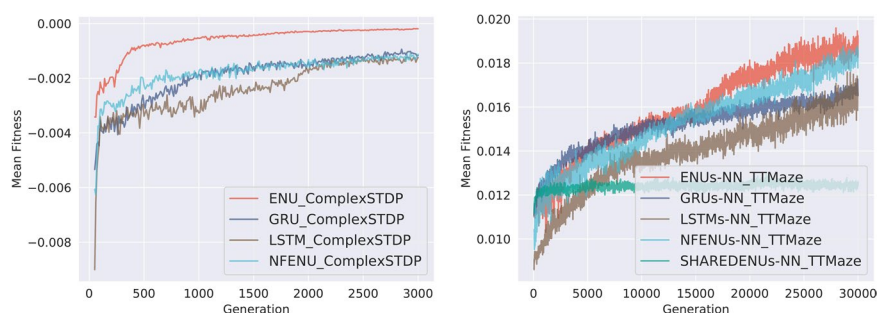 0.000
−0.002
−0.004
−0.006
−0.008
Mean Fitness
ENU_ComplexSTDP
GRU_ComplexSTDP
LSTM_ComplexSTDP
NFENU_ComplexSTDP
0 500 1000 1500 2000 2500 3000
Generation
0.020
0.018
0.016
0.014
0.012
0.010
Mean Fitness
ENUs-NN_TTMaze
GRUs-NN_TTMaze
LSTMs-NN_TTMaze
NFENUs-NN_TTMaze
SHAREDENUs-NN_TTMaze
0 5000 10000 15000 20000 25000 30000
Generation